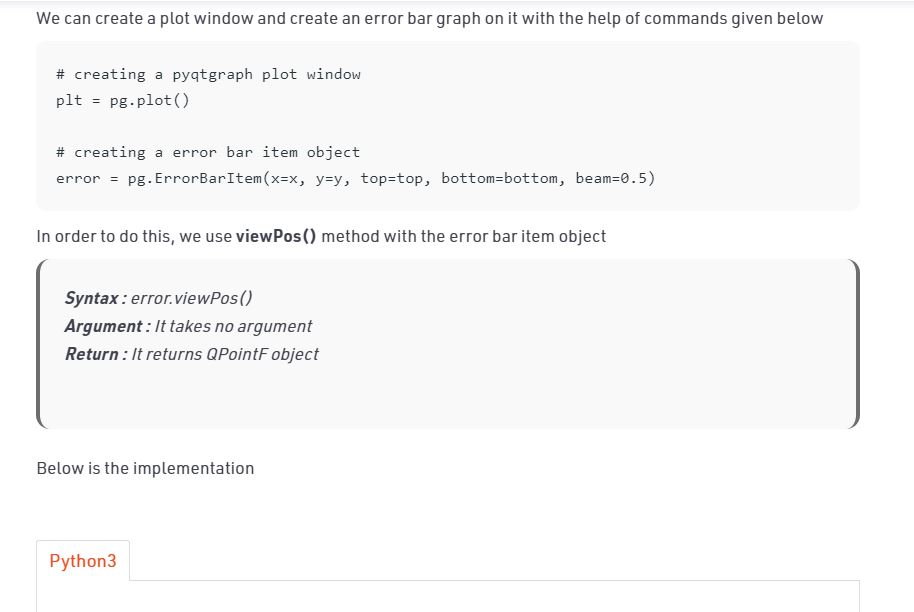 We can create a plot window and create an error bar graph on it with the help of commands given below
# creating a pyqtgraph plot window
plt = pg.plot()
# creating a error bar item object
error = pg.ErrorBarItem(x=x, y=y, top=top, bottom=bottom, beam=0.5)
In order to do this, we use viewPos() method with the error bar item object
Syntax : error.viewPos()
Argument : It takes no argument
Return : It returns QPointF object
Below is the implementation
Python3